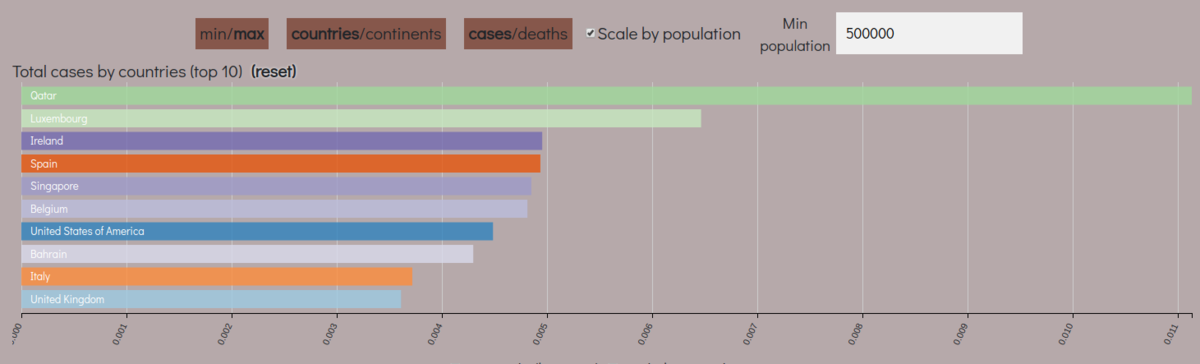 min/max countries/continents cases/deaths Scale by population Min population 500000
Total cases by countries (top 10) (reset)
Qatar
Luxembourg
Ireland
Spain
Singapore
Belgium
United States of America
Bahrain
Italy
United Kingdom
0.001 0.002 0.003 0.004 0.005 0.006 0.007 0.008 0.009 0.010 0.011